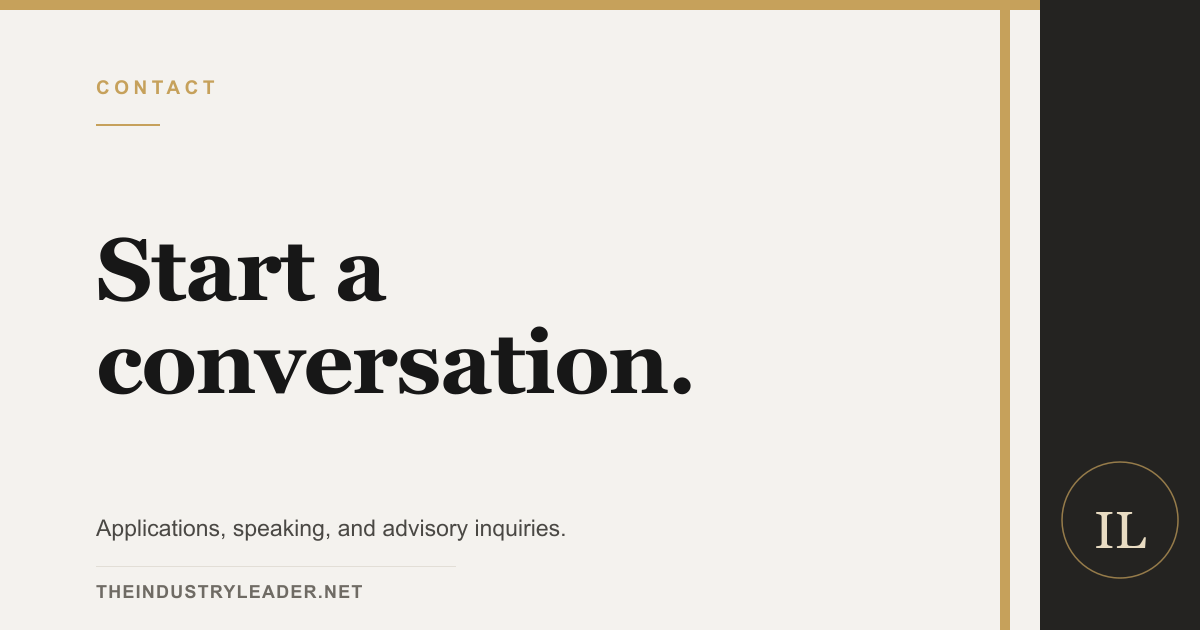 CONTACT
Start a
conversation.
Applications, speaking, and advisory inquiries.
THEINDUSTRYLEADER.NET
IL